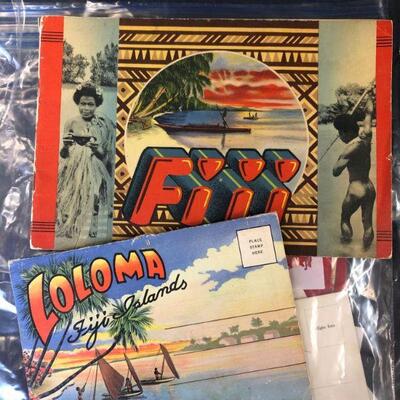 Fiji
PLACE
STAMP
HERE
LOLOMA
Fiji Islands